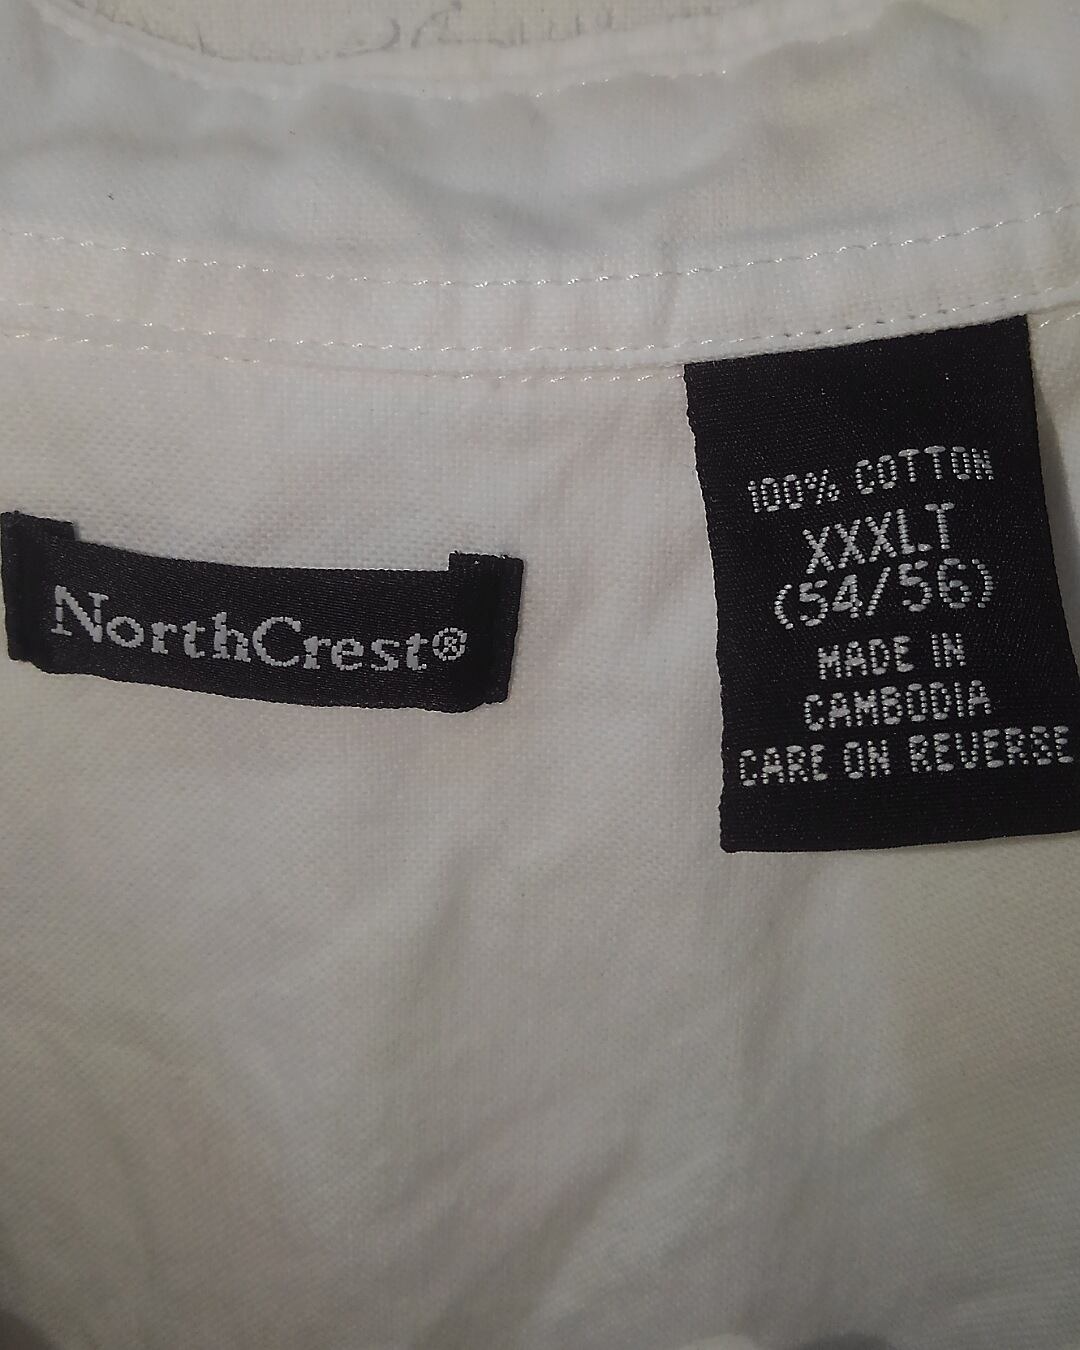 NorthCrest®
100% COTTON
XXXLT
(54/56)
MADE IN
CAMBODIA
CARE ON REVERSE